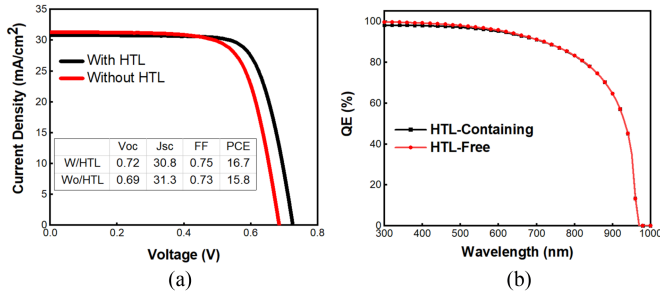 Current Density (mA/cm²)
35
30
25
20
15
10
5
0
With HTL
Without HTL
Voc Jsc FF PCE
W/HTL 0.72 30.8 0.75 16.7
Wo/HTL 0.69 31.3 0.73 15.8
0.0 0.2 0.4 0.6 0.8
Voltage (V)
(a)
QE (%)
100
80
60
40
20
0
HTL-Containing
HTL-Free
300 400 500 600 700 800 900 1000
Wavelength (nm)
(b)